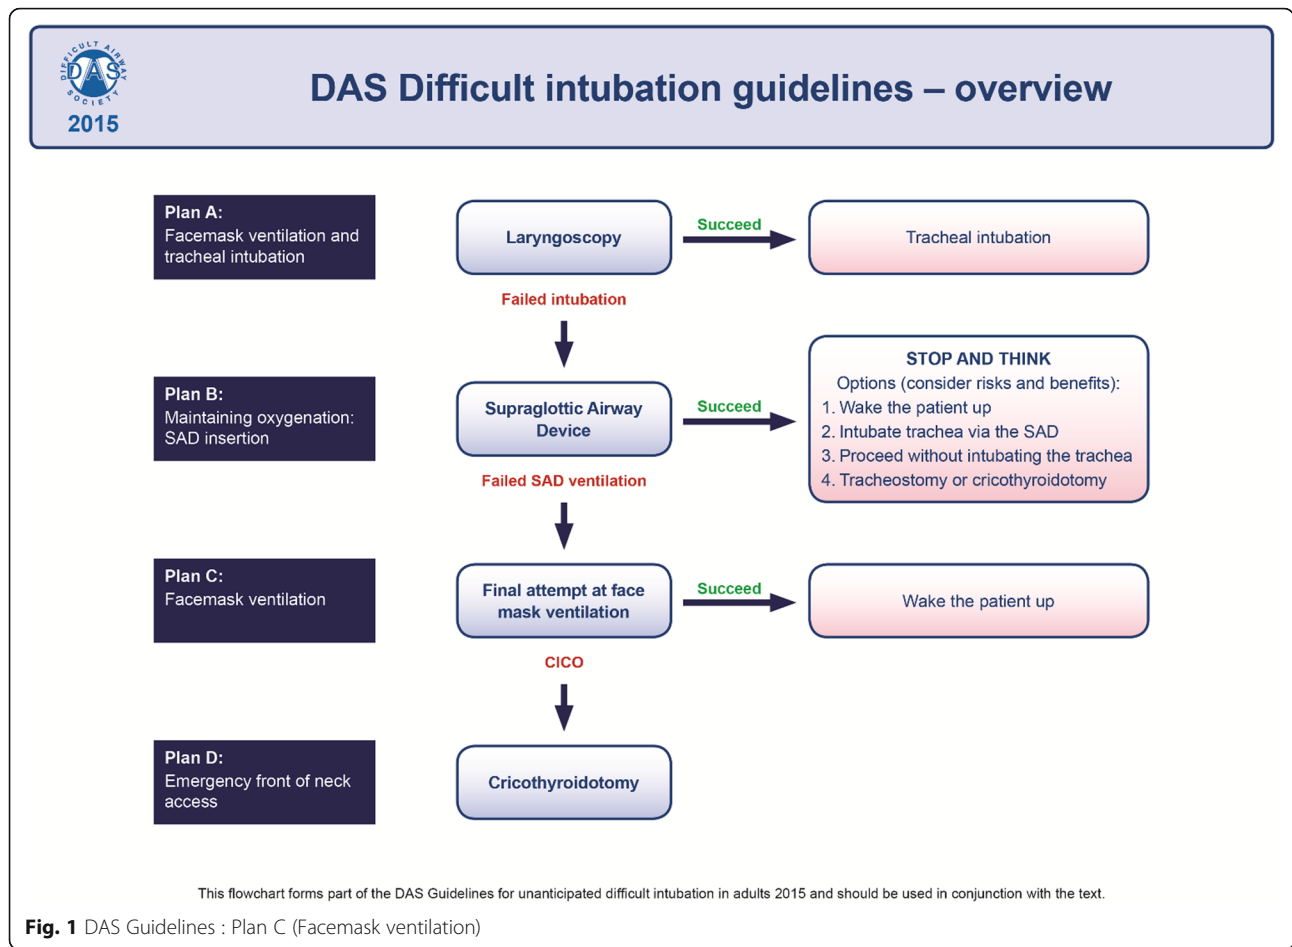 DIFFICULT AIRWAY
DAS
SOCIETY
2015
DAS Difficult intubation guidelines – overview
Plan A:
Facemask ventilation and
tracheal intubation
Laryngoscopy
Succeed
Tracheal intubation
Failed intubation
Plan B:
Maintaining oxygenation:
SAD insertion
Supraglottic Airway
Device
Succeed
STOP AND THINK
Options (consider risks and benefits):
1. Wake the patient up
2. Intubate trachea via the SAD
3. Proceed without intubating the trachea
4. Tracheostomy or cricothyroidotomy
Failed SAD ventilation
Plan C:
Facemask ventilation
Final attempt at face
mask ventilation
Succeed
Wake the patient up
CICO
Plan D:
Emergency front of neck
access
Cricothyroidotomy
This flowchart forms part of the DAS Guidelines for unanticipated difficult intubation in adults 2015 and should be used in conjunction with the text.
Fig. 1 DAS Guidelines : Plan C (Facemask ventilation)